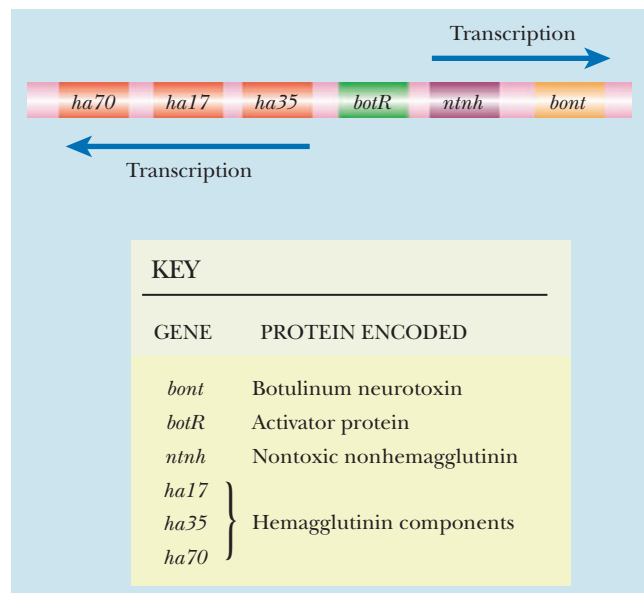 Transcription
ha70 ha17 ha35 botR ntnh bont
Transcription
KEY
GENE PROTEIN ENCODED
bont Botulinum neurotoxin
botR Activator protein
ntnh Nontoxic nonhemagglutinin
ha17
ha35 Hemagglutinin components
ha70